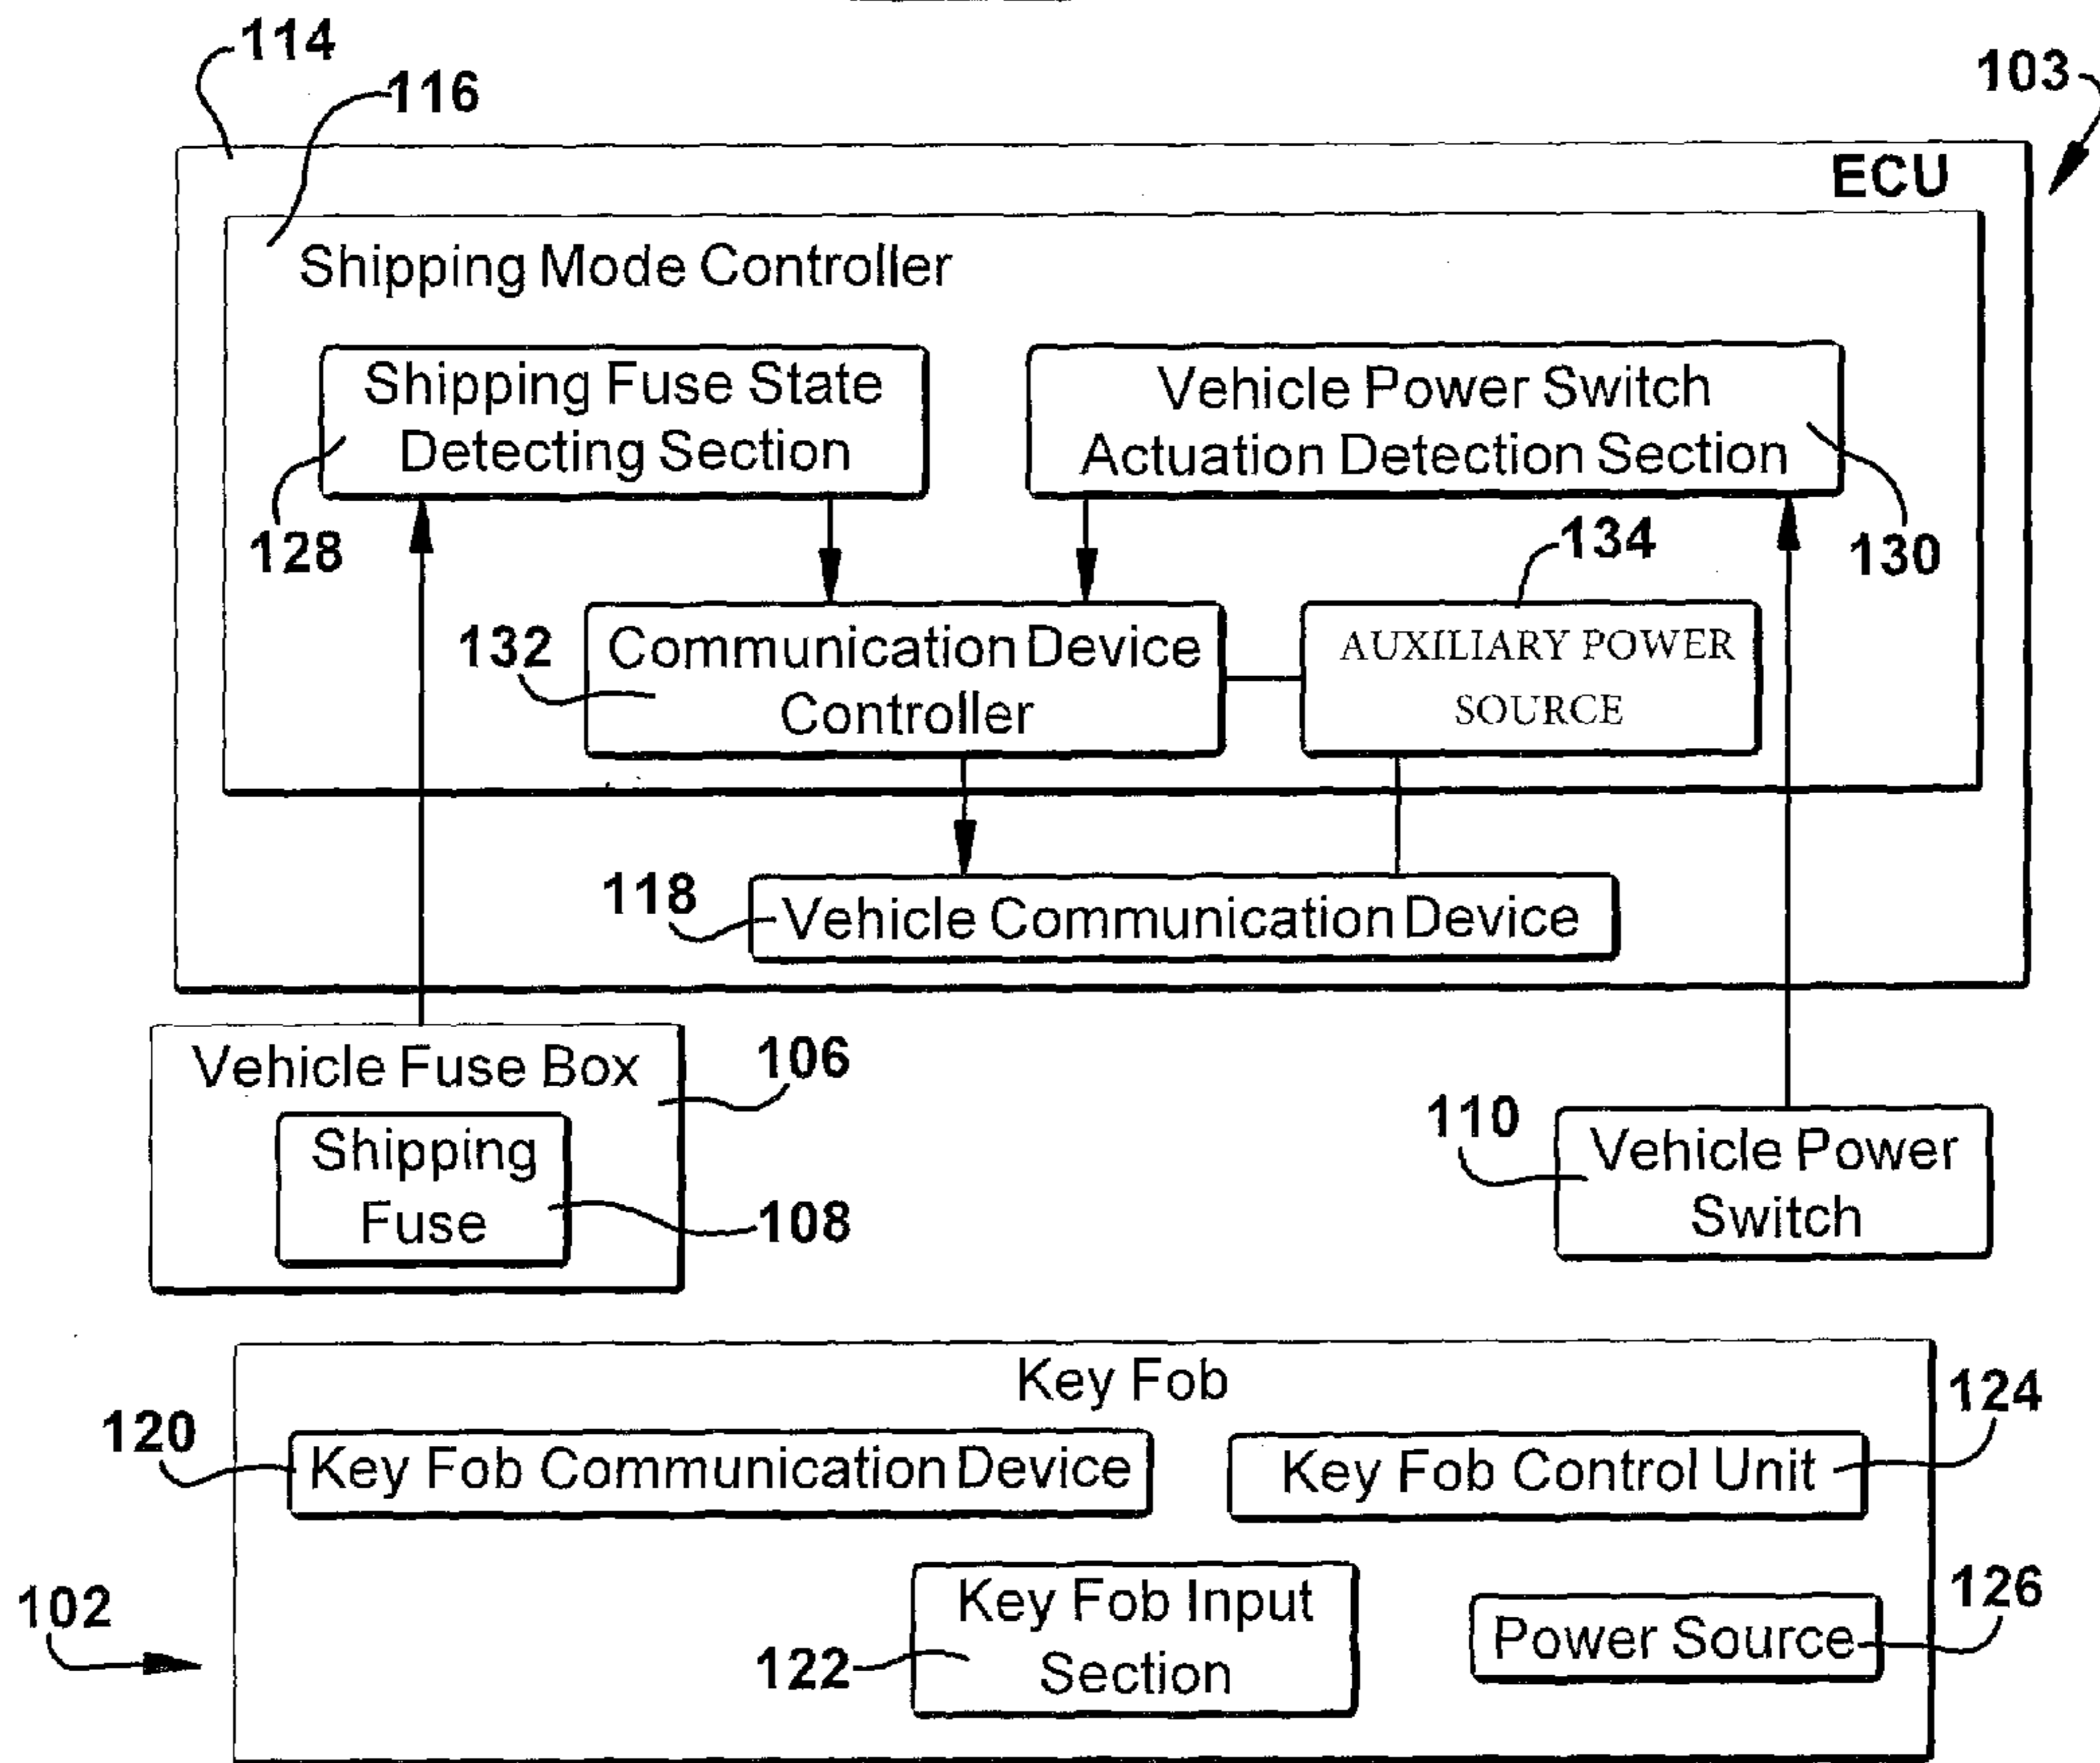 114
116
103
ECU
Shipping Mode Controller
Shipping Fuse State
Detecting Section
Vehicle Power Switch
Actuation Detection Section
128
134
130
132
Communication Device
Controller
AUXILIARY POWER
SOURCE
118
Vehicle Communication Device
Vehicle Fuse Box
106
Shipping
Fuse
108
110
Vehicle Power
Switch
Key Fob
124
120
Key Fob Communication Device
Key Fob Control Unit
102
Key Fob Input
Section
122
126
Power Source